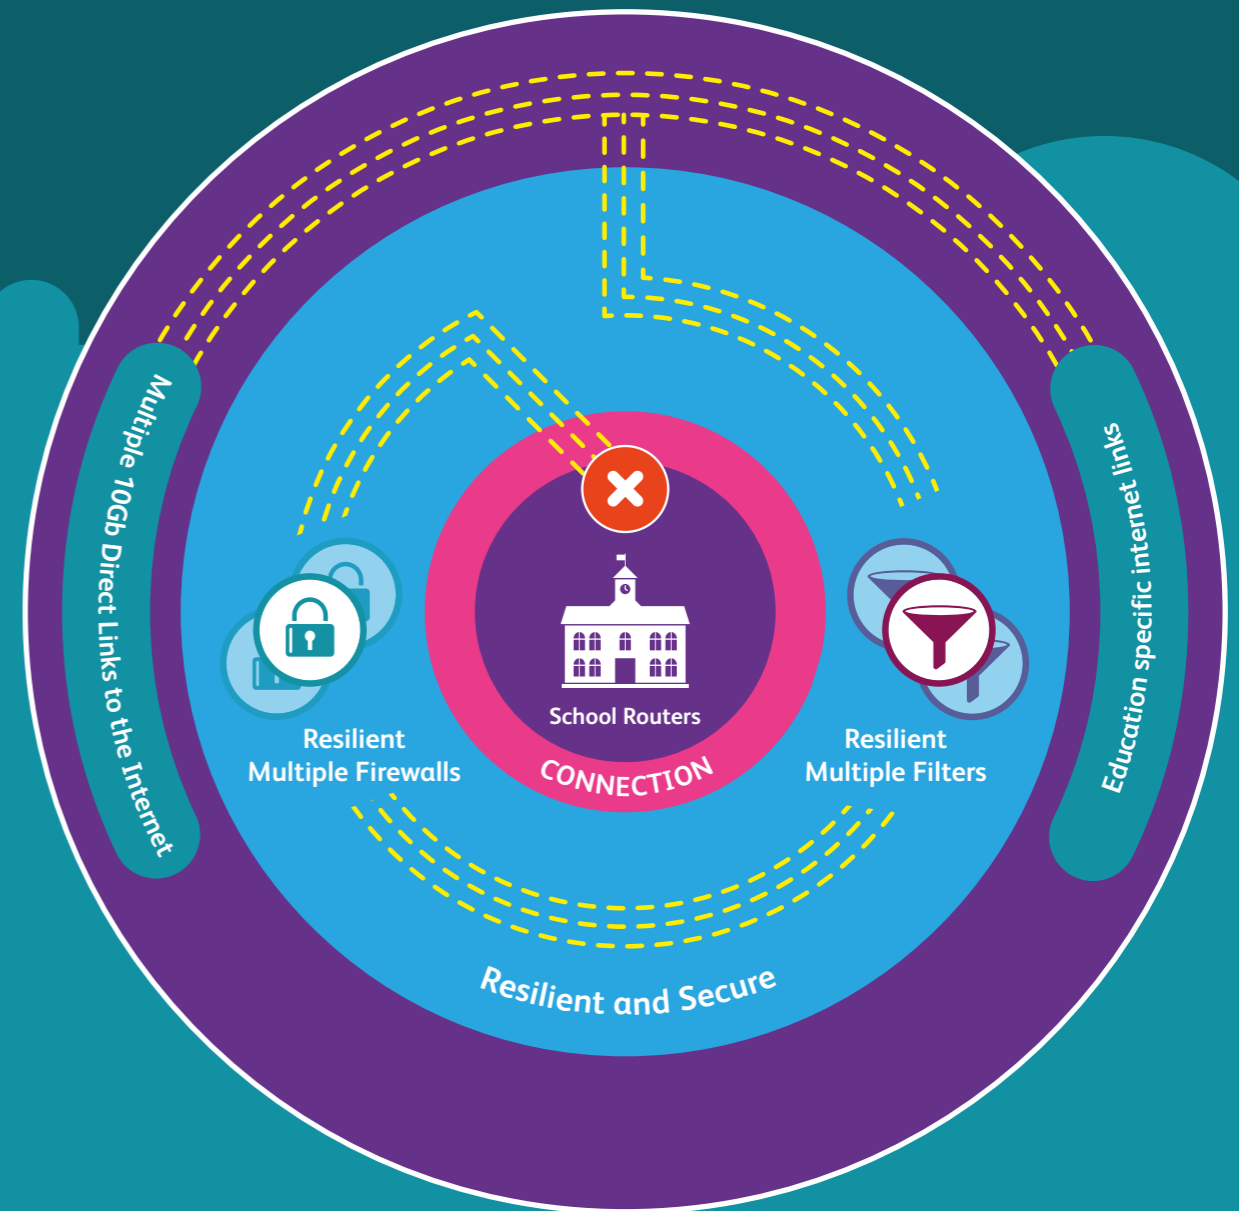 Multiple 10Gb Direct Links to the Internet
Education specific internet links
School Routers
CONNECTION
Resilient
Multiple Firewalls
Resilient
Multiple Filters
Resilient and Secure